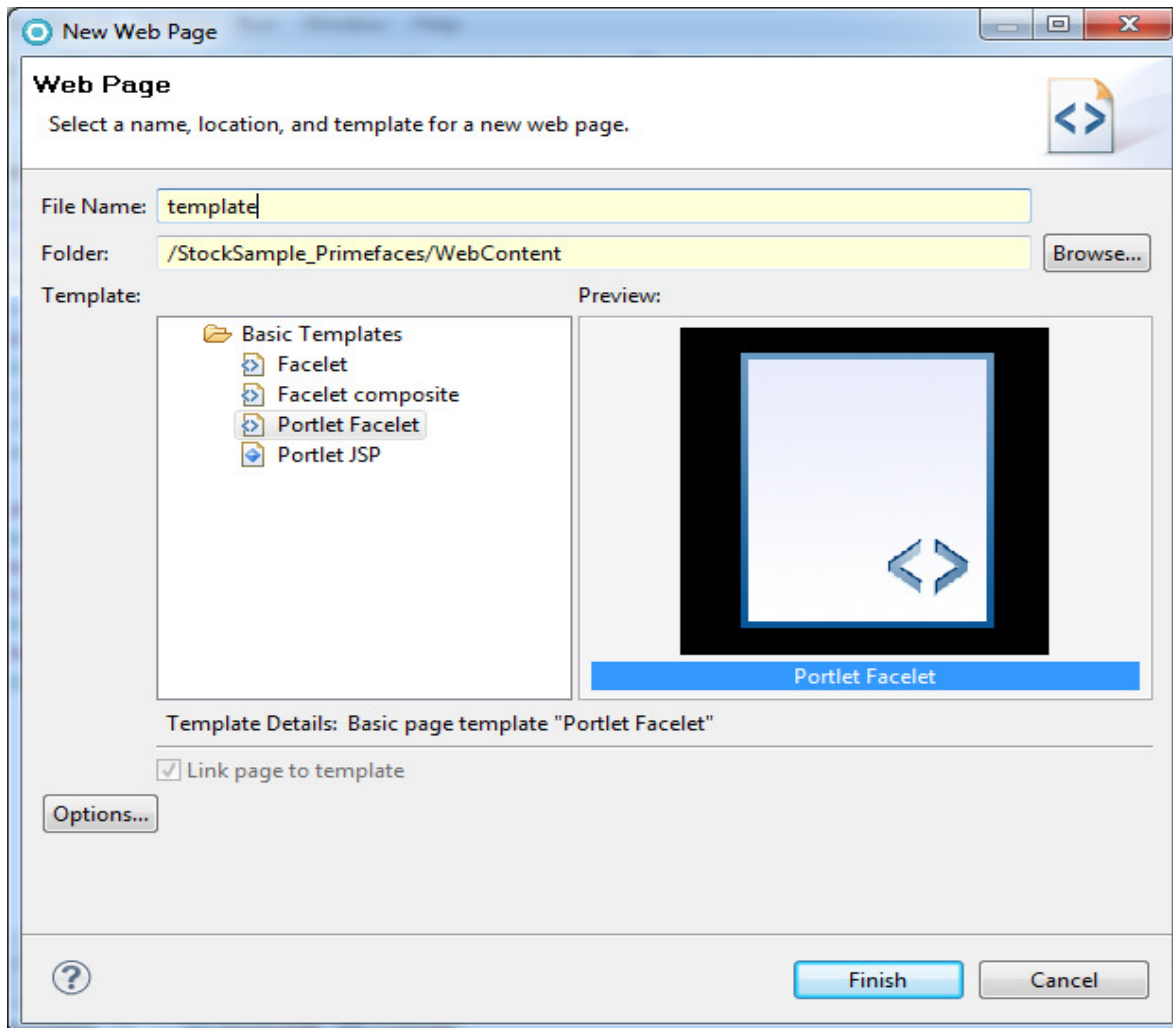 New Web Page
Web Page
Select a name, location, and template for a new web page.
File Name: template
Folder: /StockSample_Primefaces/WebContent Browse...
Template: Preview:
Basic Templates
Facelet
Facelet composite
Portlet Facelet
Portlet JSP
Portlet Facelet
Template Details: Basic page template "Portlet Facelet"
Link page to template
Options...
Finish Cancel